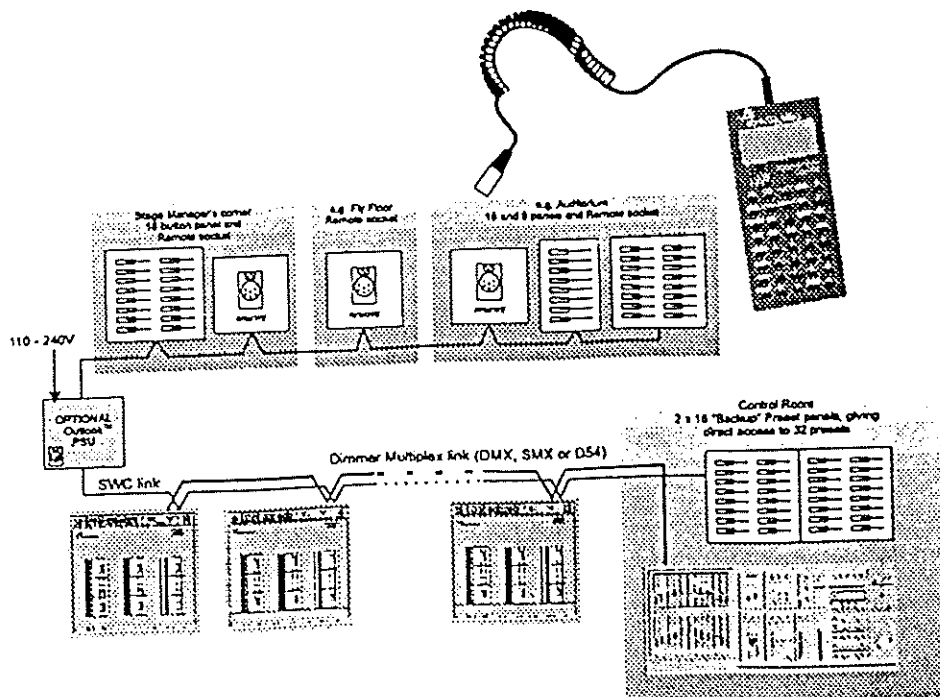 Stage Manager's corner
16 button panel and
Remote socket
e.g. Fly Floor
Remote socket
e.g. Auditorium
16 and 8 panels and Remote socket
110 - 240V
OPTIONAL
Outlook™
PSU
Control Room
2 x 16 "Backup" Preset panels, giving
direct access to 32 presets
Dimmer Multiplex link (DMX, SMX or D54)
SWC link